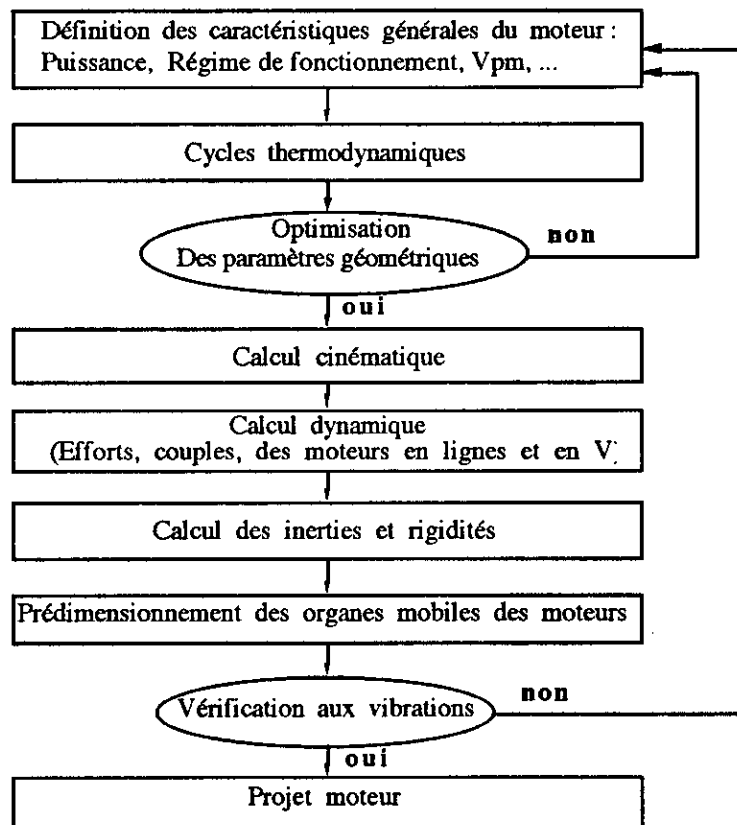 Définition des caractéristiques générales du moteur :
Puissance, Régime de fonctionnement, Vpm, ...
Cycles thermodynamiques
Optimisation
Des paramètres géométriques
non
oui
Calcul cinématique
Calcul dynamique
(Efforts, couples, des moteurs en lignes et en V)
Calcul des inerties et rigidités
Prédimensionnement des organes mobiles des moteurs
Vérification aux vibrations
non
oui
Projet moteur